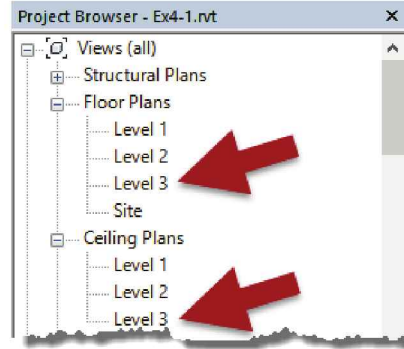 Project Browser - Ex4-1.rvt
Views (all)
Structural Plans
Floor Plans
Level 1
Level 2
Level 3
Site
Ceiling Plans
Level 1
Level 2
Level 3